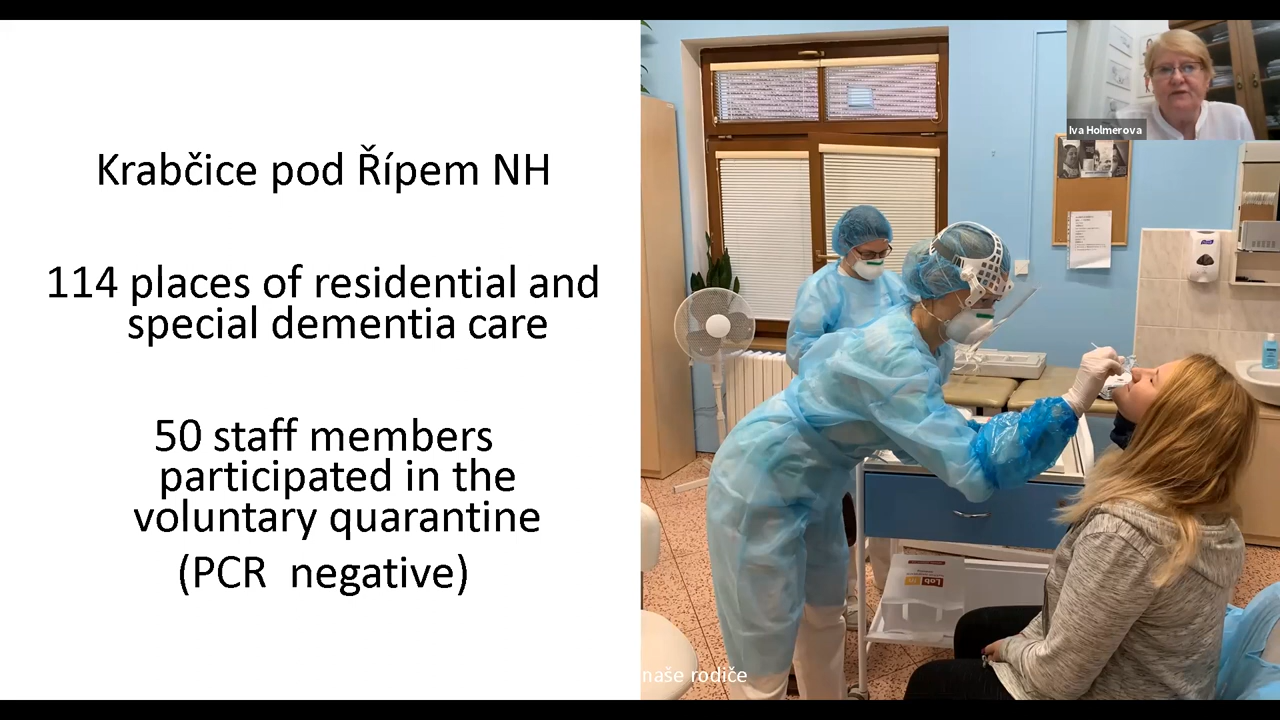 Krabčice pod Řípem NH
114 places of residential and
special dementia care
50 staff members
participated in the
voluntary quarantine
(PCR negative)
Iva Holmerova
naše rodiče